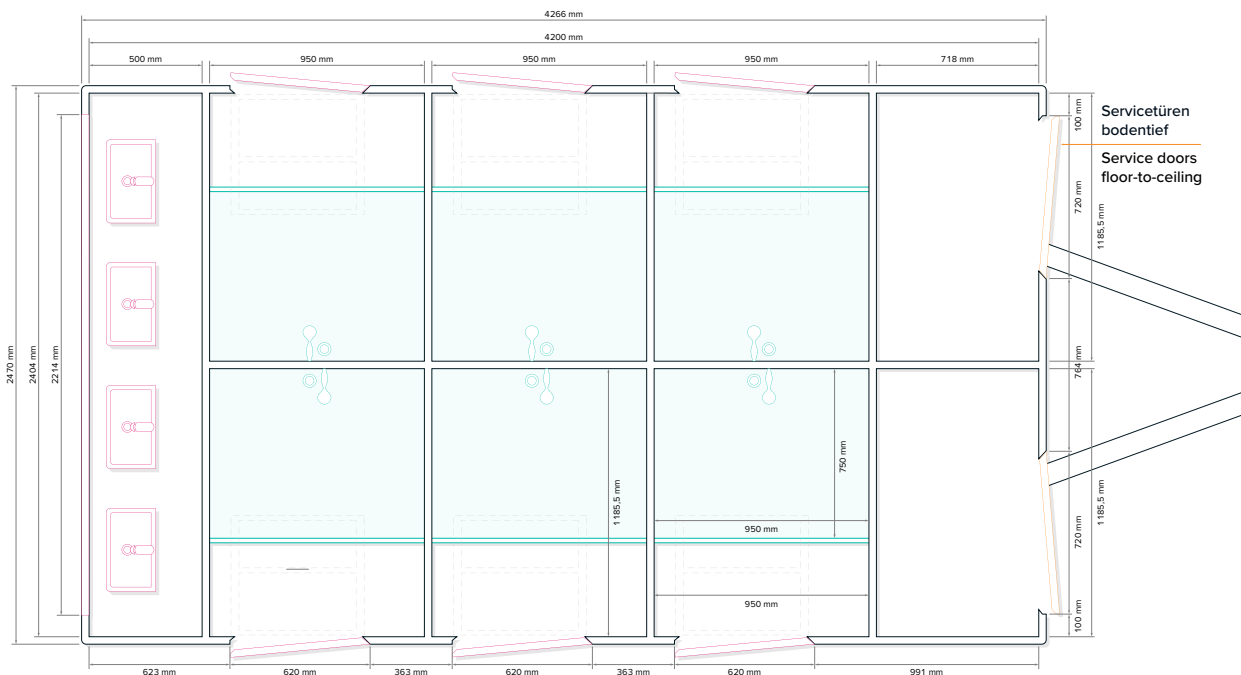 4266 mm
4200 mm
500 mm
950 mm
950 mm
950 mm
718 mm
2470 mm
2404 mm
2214 mm
100 mm
720 mm
1185,5 mm
764 mm
Servicetüren
bodentief
Service doors
floor-to-ceiling
750 mm
1185,5 mm
950 mm
950 mm
720 mm
1185,5 mm
100 mm
623 mm
620 mm
363 mm
620 mm
363 mm
620 mm
991 mm